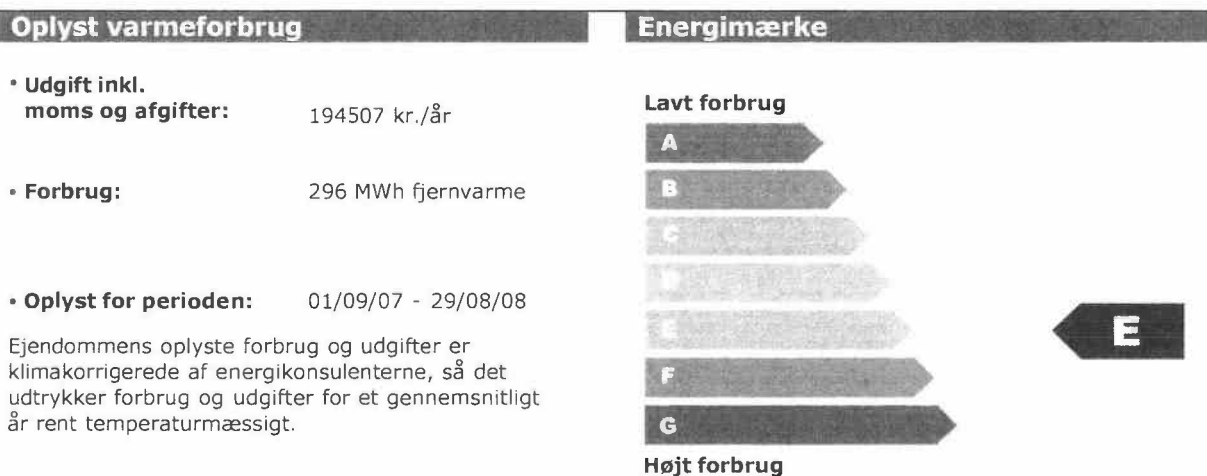 Oplyst varmeforbrug
• Udgift inkl.
moms og afgifter: 194507 kr./år
• Forbrug: 296 MWh fjernvarme
• Oplyst for perioden: 01/09/07 - 29/08/08
Ejendommens oplyste forbrug og udgifter er
klimakorrigerede af energikonsulenterne, så det
udtrykker forbrug og udgifter for et gennemsnitligt
år rent temperaturmæssigt.
Energimærke
Lavt forbrug
A
B
C
D
E
E
F
G
Højt forbrug